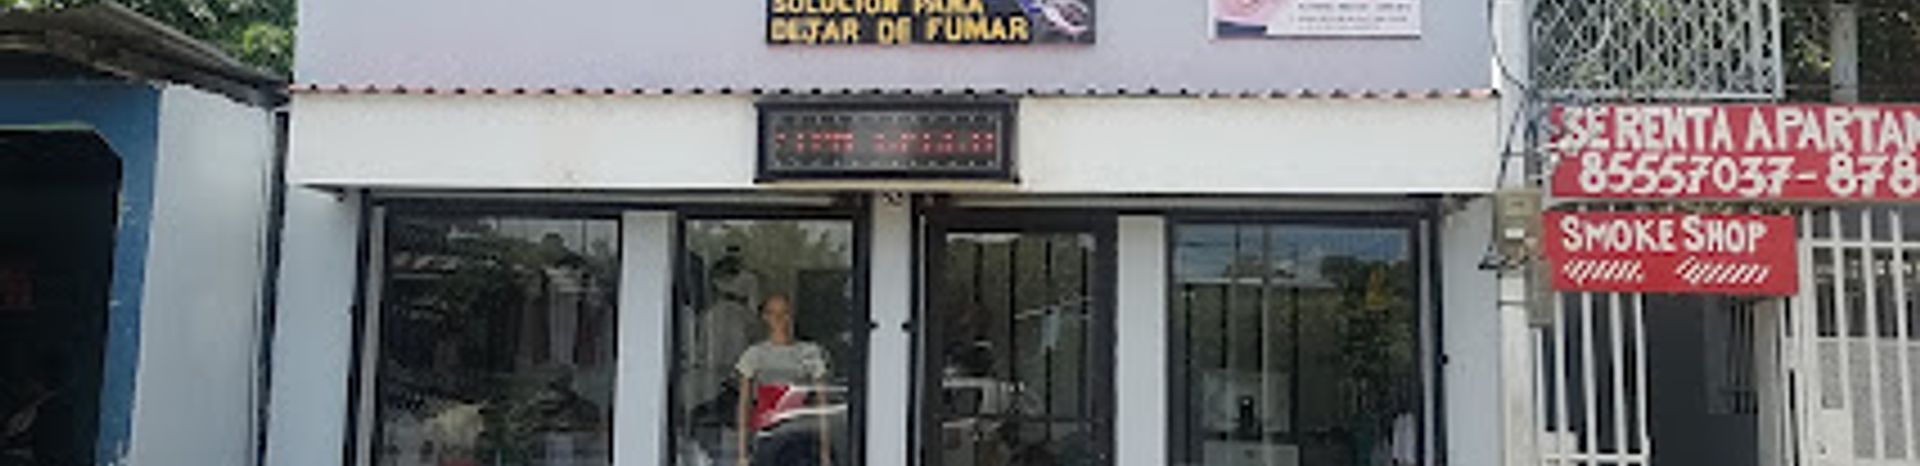 SOLUCION PARA
DEJAR DE FUMAR
SE RENTA APARTAM
85557037-878
SMOKE SHOP